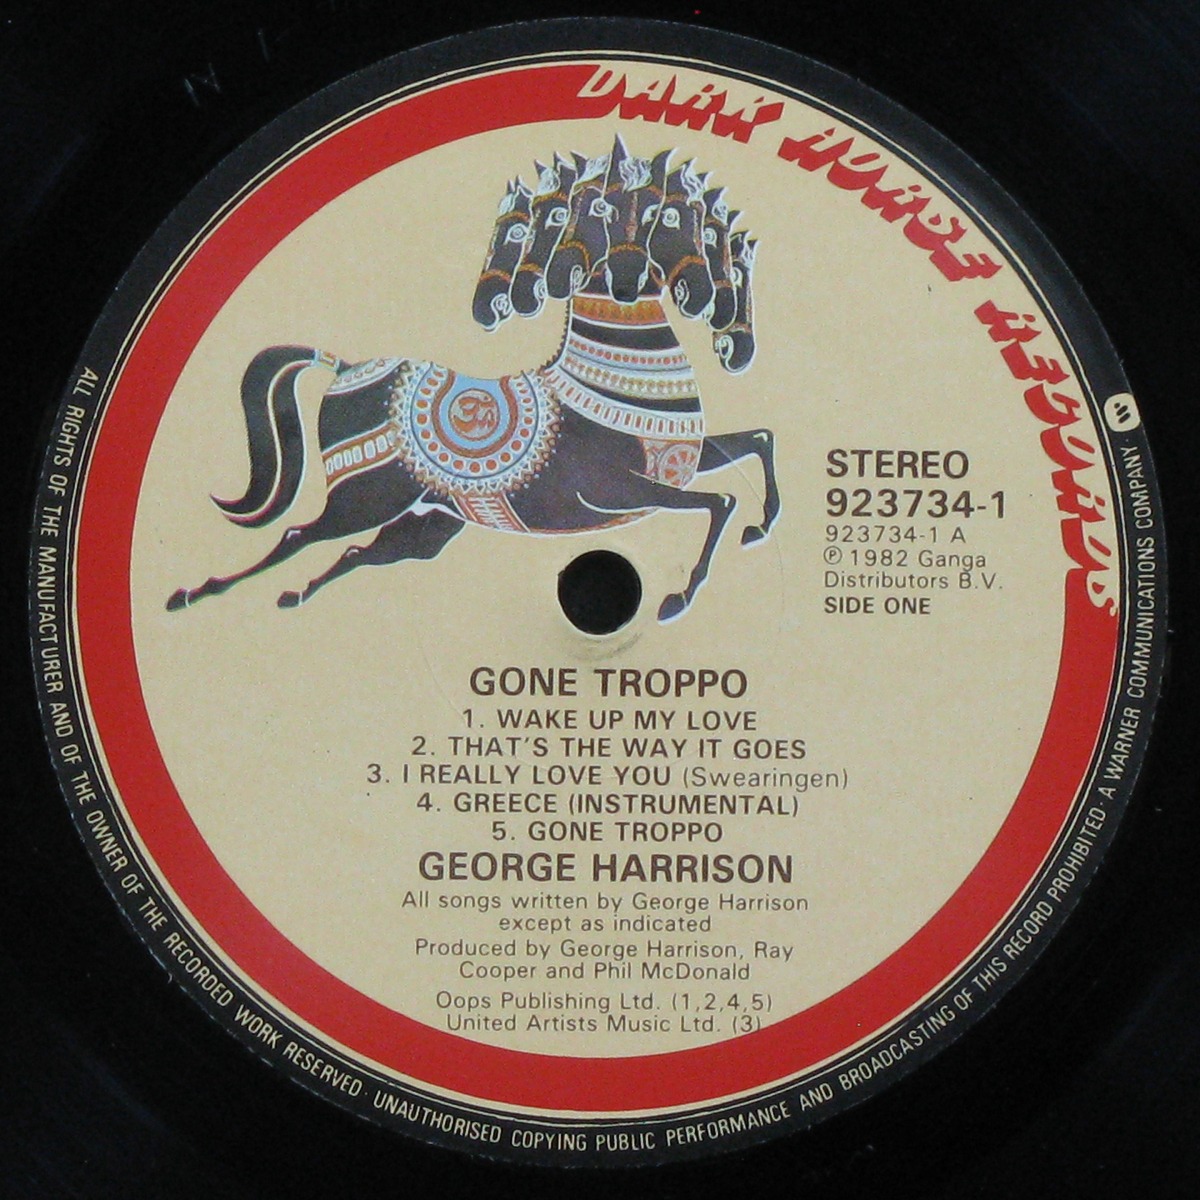 DARK HORSE RECORDS
STEREO
923734-1
923734-1 A
℗ 1982 Ganga
Distributors B.V.
SIDE ONE
GONE TROPPO
1. WAKE UP MY LOVE
2. THAT'S THE WAY IT GOES
3. I REALLY LOVE YOU (Swearingen)
4. GREECE (INSTRUMENTAL)
5. GONE TROPPO
GEORGE HARRISON
All songs written by George Harrison
except as indicated
Produced by George Harrison, Ray
Cooper and Phil McDonald
Oops Publishing Ltd. (1,2,4,5)
United Artists Music Ltd. (3)
ALL RIGHTS OF THE MANUFACTURER AND OF THE OWNER OF THE RECORDED WORK RESERVED · UNAUTHORISED COPYING PUBLIC PERFORMANCE AND BROADCASTING OF THIS RECORD PROHIBITED · A WARNER COMMUNICATIONS COMPANY ·